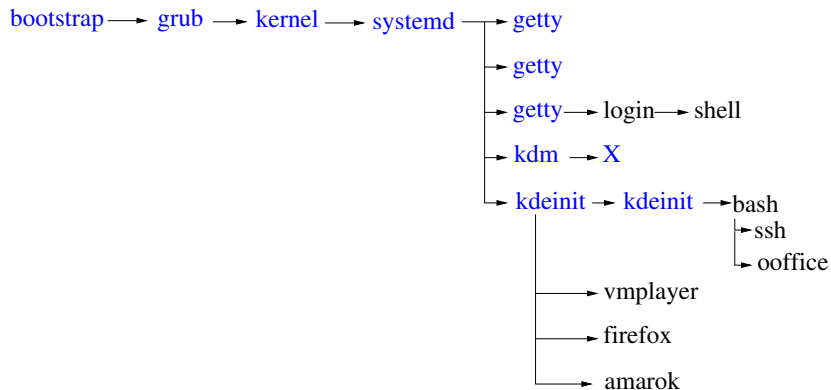 bootstrap grub kernel systemd getty
getty
getty login shell
kdm X
kdeinit kdeinit bash
ssh
ooffice
vmplayer
firefox
amarok